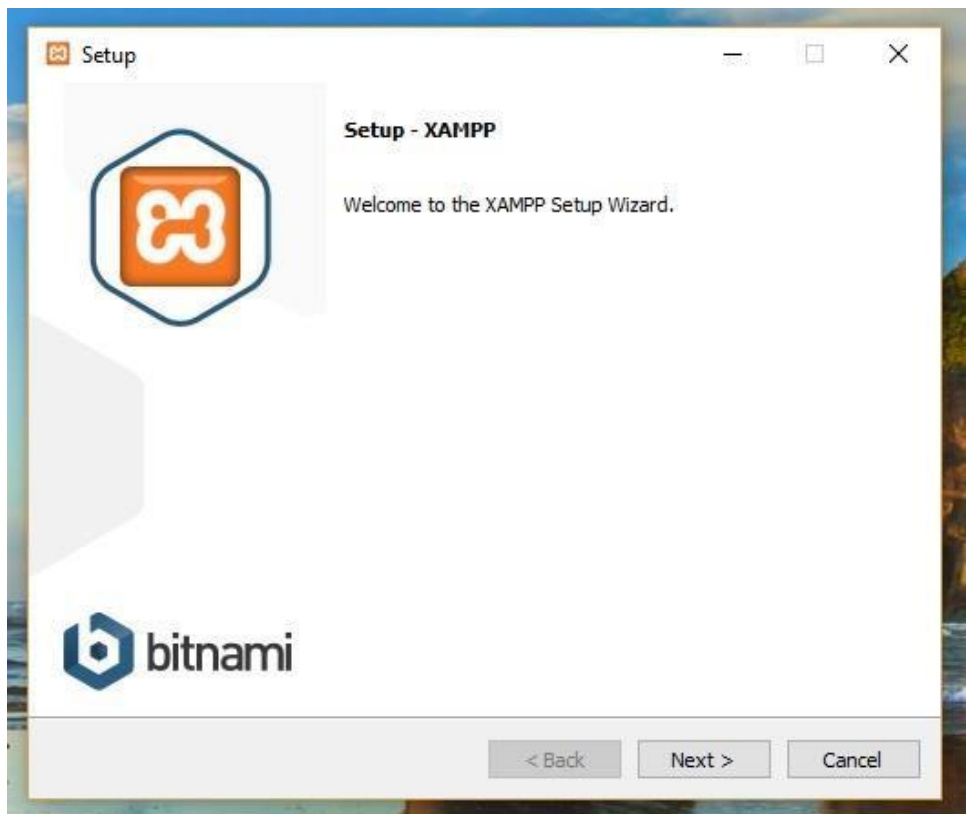 Setup
Setup - XAMPP
Welcome to the XAMPP Setup Wizard.
bitnami
< Back
Next >
Cancel